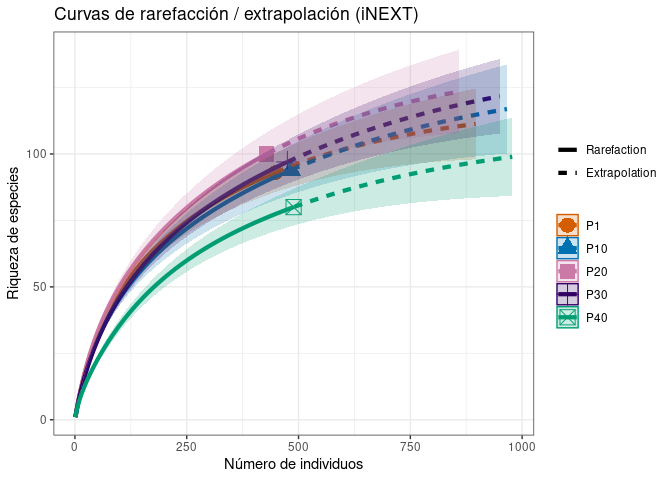 Curvas de rarefacción / extrapolación (iNEXT)
Riqueza de especies
100
50
0
0
250
500
750
1000
Número de individuos
Rarefaction
Extrapolation
P1
P10
P20
P30
P40